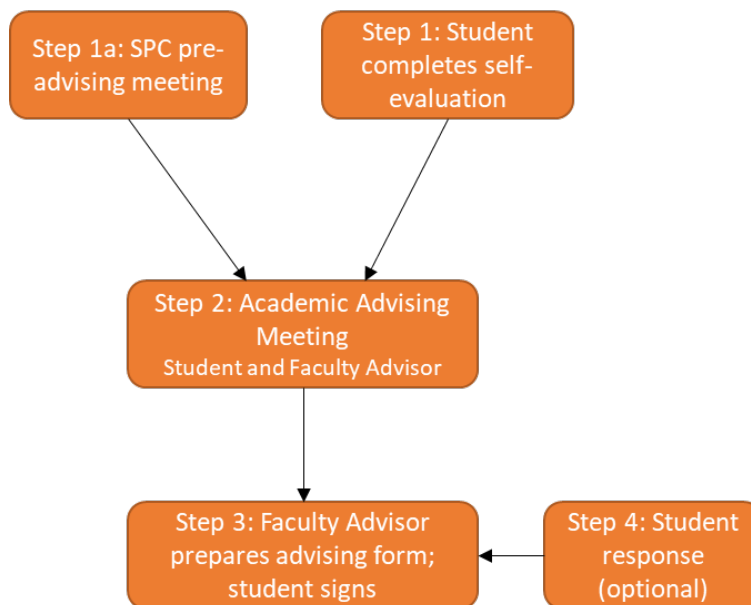 Step 1a: SPC pre-
advising meeting
Step 1: Student
completes self-
evaluation
Step 2: Academic Advising
Meeting
Student and Faculty Advisor
Step 3: Faculty Advisor
prepares advising form;
student signs
Step 4: Student
response
(optional)